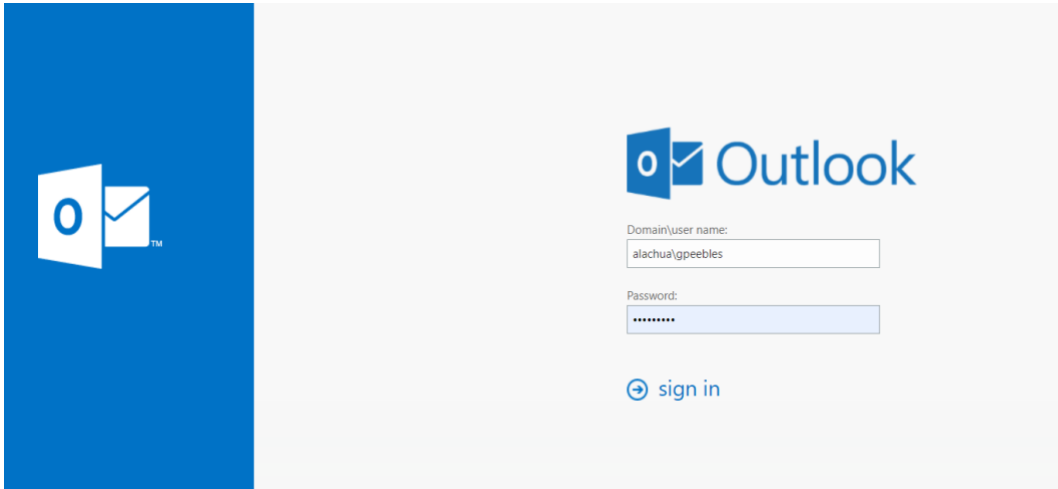 O
TM
O Outlook
Domain\user name:
alachua\gpeebles
Password:
•••••••••
sign in